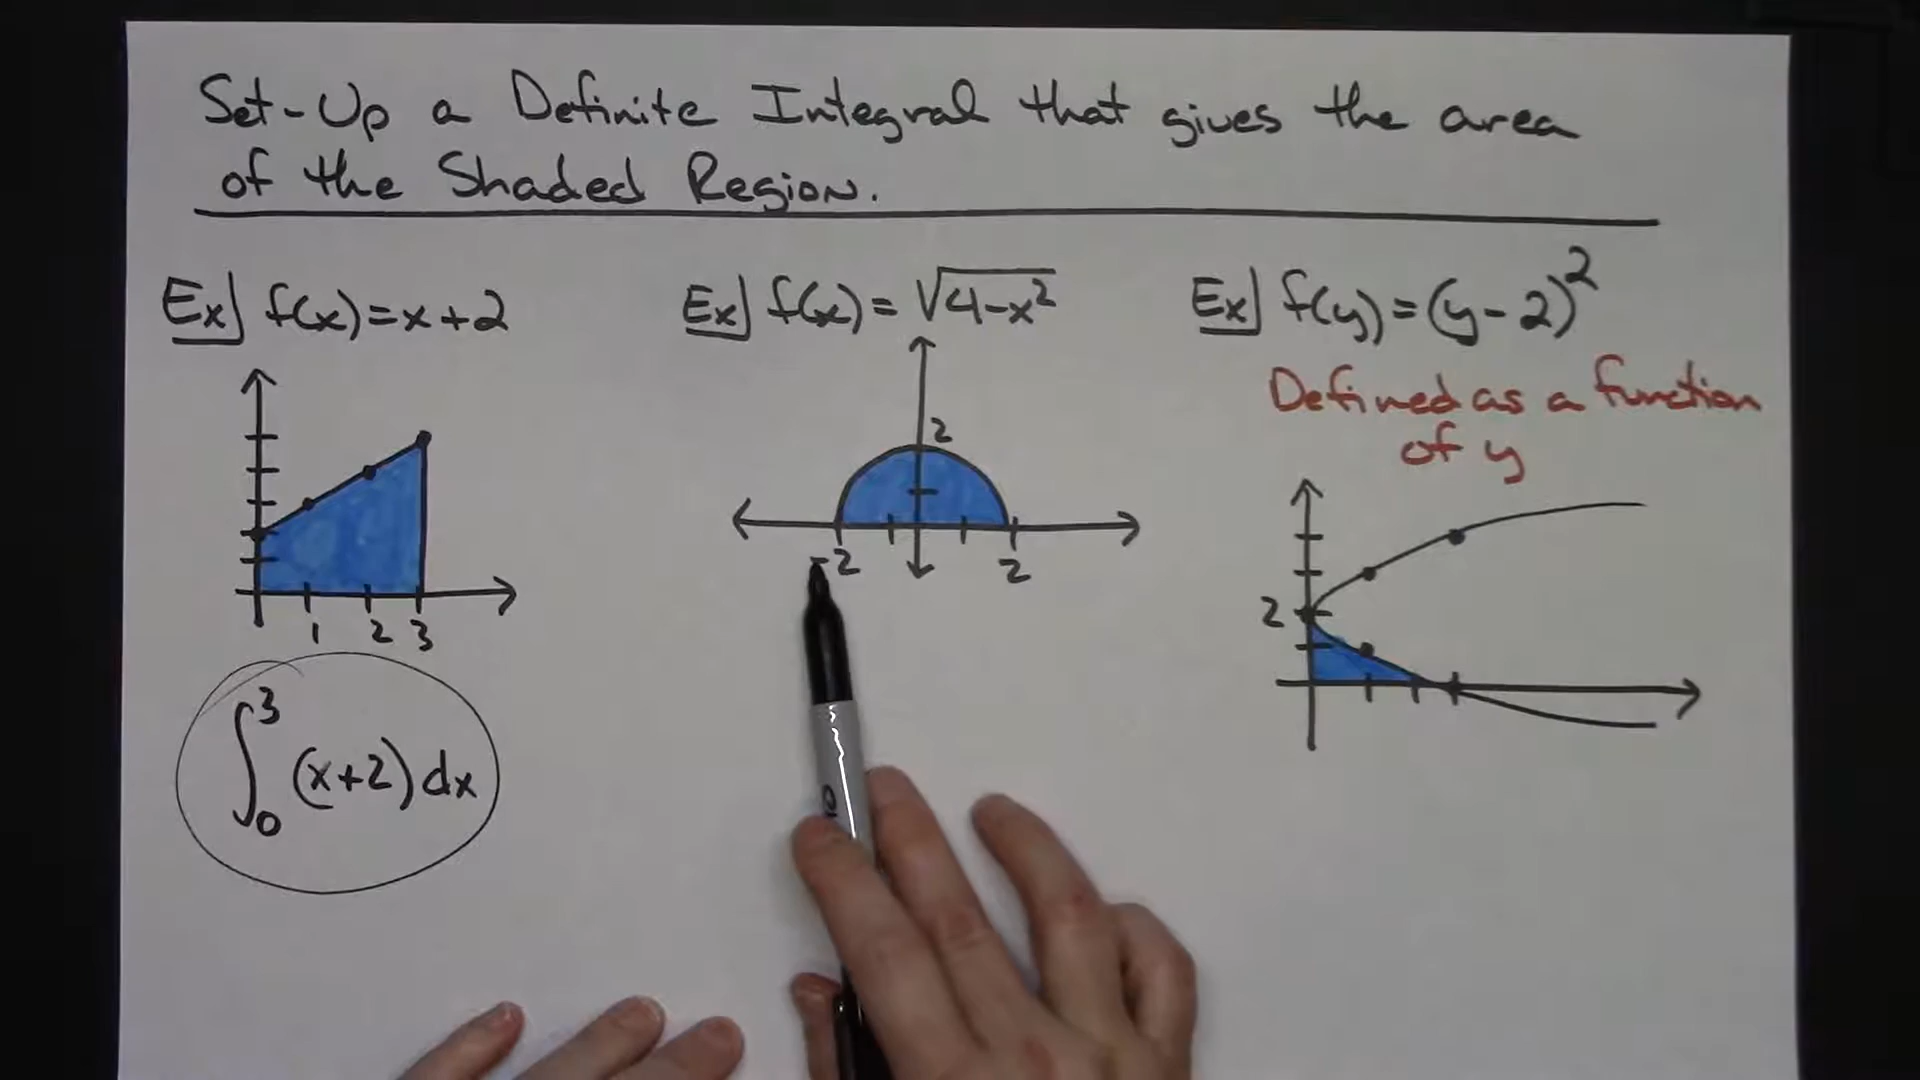 Set-Up a Definite Integral that gives the area
of the Shaded Region.
Ex] f(x)=x+2
1 2 3
∫₀³ (x+2) dx
Ex] f(x)= √4-x²
2
-2 2
Ex] f(y)=(y-2)²
Defined as a function
of y
2